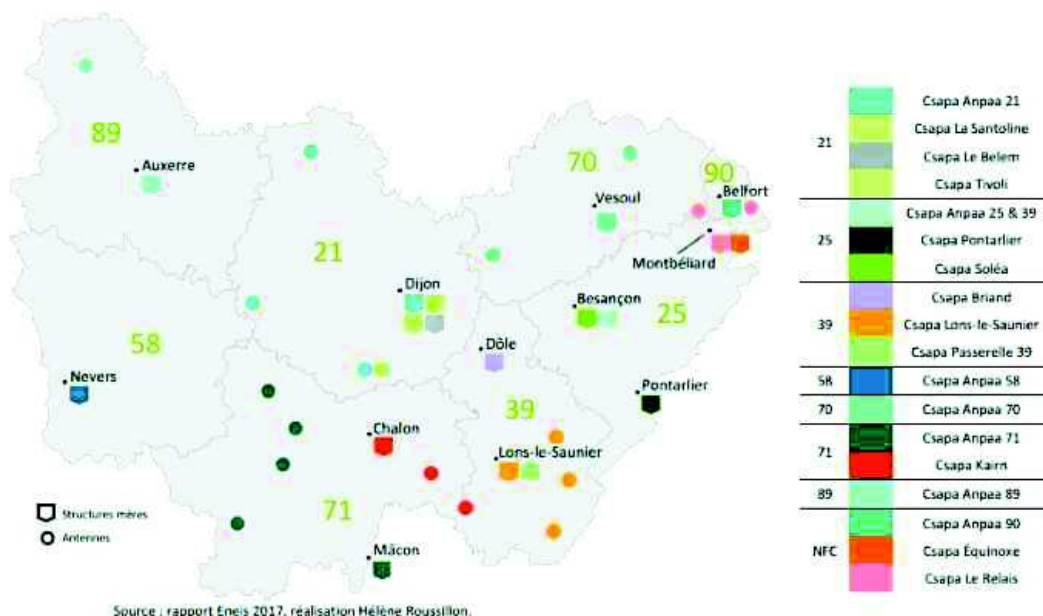 89
Auxerre
70
90
Belfort
Vesoul
21
Montbéliard
Dijon
Besançon
25
58
Dôle
Nevers
Pontarlier
39
Chalon
Lons-le-Saunier
71
Mâcon
Structures mères
Antennes
21
Csapa Anpaa 21
Csapa La Santoline
Csapa Le Belem
Csapa Tivoli
25
Csapa Anpaa 25 & 39
Csapa Pontarlier
Csapa Soléa
39
Csapa Briand
Csapa Lons-le-Saunier
Csapa Passerelle 39
58 Csapa Anpaa 58
70 Csapa Anpaa 70
71
Csapa Anpaa 71
Csapa Kairn
89 Csapa Anpaa 89
NFC
Csapa Anpaa 90
Csapa Équinoxe
Csapa Le Relais
Source : rapport Eneis 2017, réalisation Hélène Roussillon.